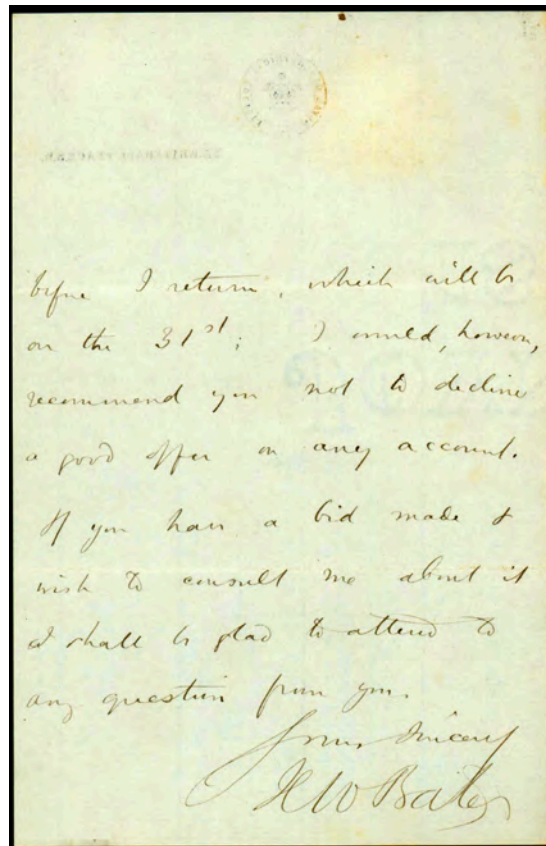 before I return, which will be
on the 31st; I would, however,
recommend you not to decline
a good offer on any account.
If you have a bid made &
wish to consult me about it
I shall be glad to attend to
any question from you.
Yours sincerely
H W Bates